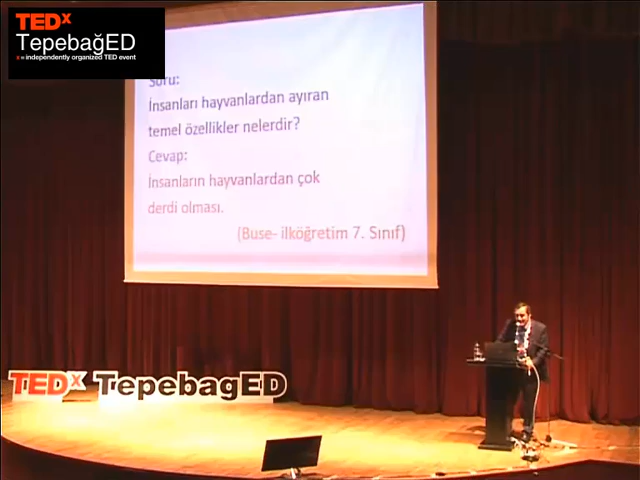 TEDx
TepebağED
x = independently organized TED event
Soru:
İnsanları hayvanlardan ayıran
temel özellikler nelerdir?
Cevap:
İnsanların hayvanlardan çok
derdi olması.
(Buse- ilköğretim 7. Sınıf)
TEDx TepebagED